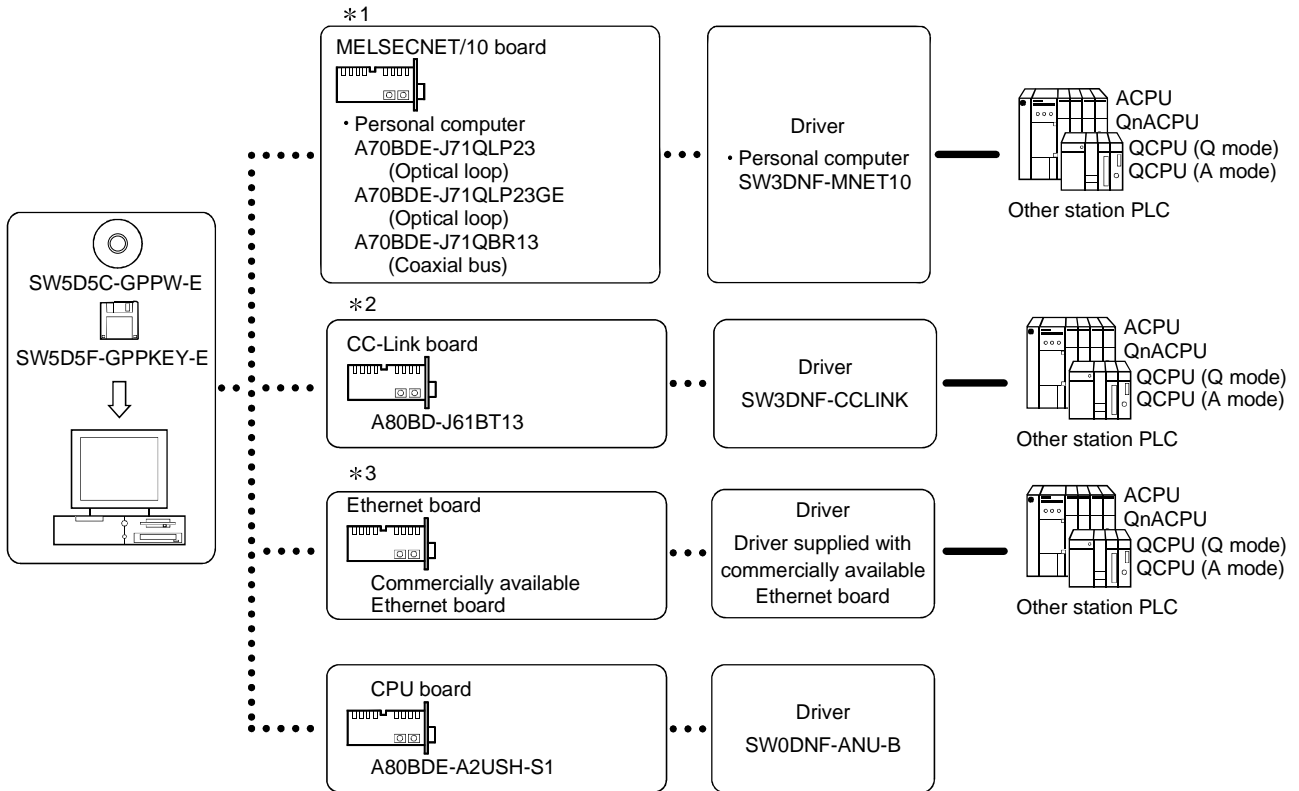 SW5D5C-GPPW-E
SW5D5F-GPPKEY-E
*1
MELSECNET/10 board
・Personal computer
A70BDE-J71QLP23
(Optical loop)
A70BDE-J71QLP23GE
(Optical loop)
A70BDE-J71QBR13
(Coaxial bus)
Driver
・Personal computer
SW3DNF-MNET10
ACPU
QnACPU
QCPU (Q mode)
QCPU (A mode)
Other station PLC
*2
CC-Link board
A80BD-J61BT13
Driver
SW3DNF-CCLINK
ACPU
QnACPU
QCPU (Q mode)
QCPU (A mode)
Other station PLC
*3
Ethernet board
Commercially available
Ethernet board
Driver
Driver supplied with
commercially available
Ethernet board
ACPU
QnACPU
QCPU (Q mode)
QCPU (A mode)
Other station PLC
CPU board
A80BDE-A2USH-S1
Driver
SW0DNF-ANU-B